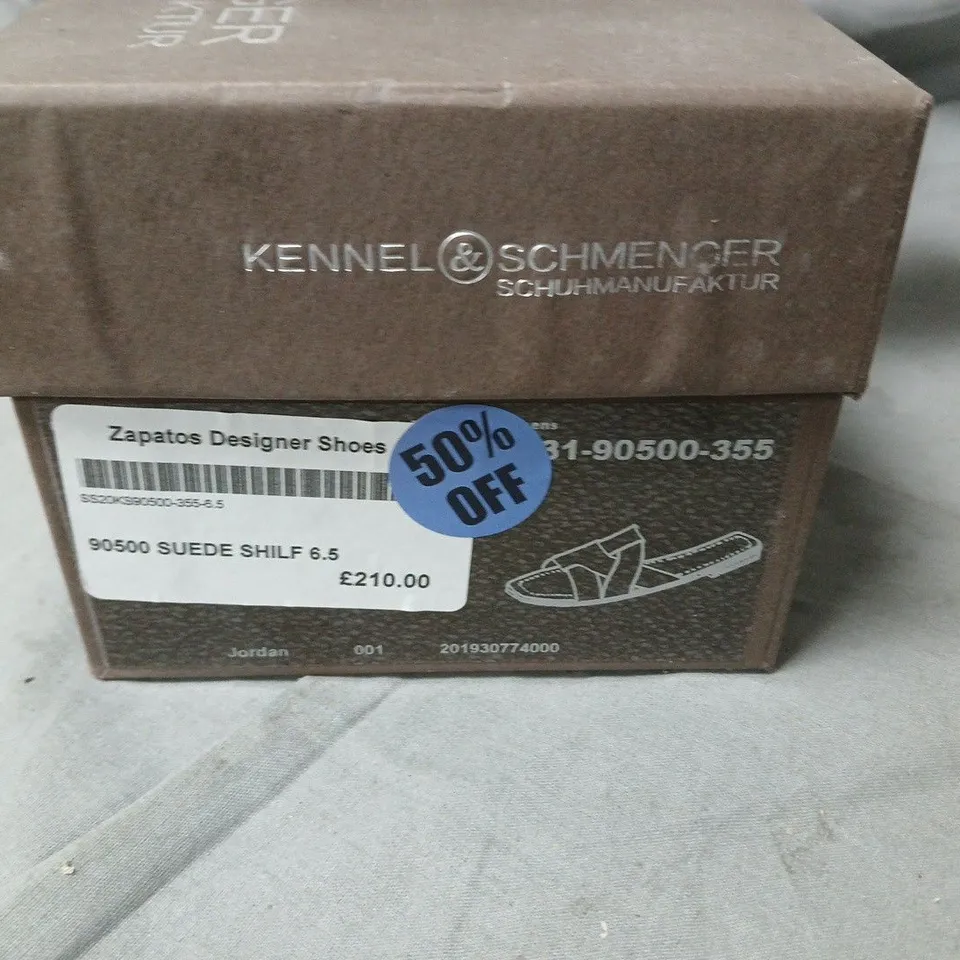 KENNEL & SCHMENGER
SCHUHMANUFAKTUR
Zapatos Designer Shoes
SS20KS90500-355-6.5
90500 SUEDE SHILF 6.5
£210.00
50%
OFF
31-90500-355
Jordan 001 201930774000